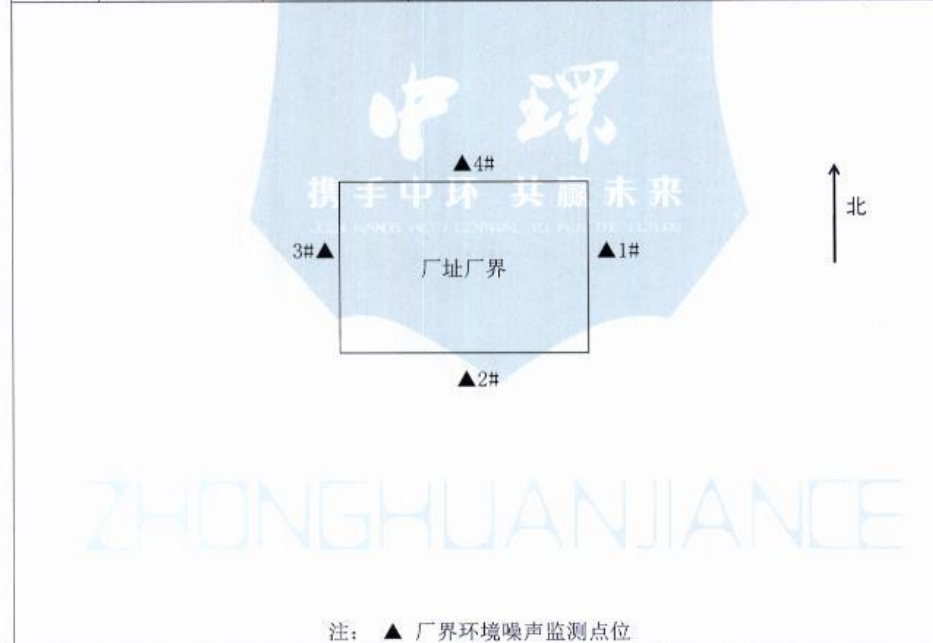 中环
▲4#
携手中环 共赢未来
北
3#▲
▲1#
厂址厂界
▲2#
ZHONGHUANJIANCE
注： ▲ 厂界环境噪声监测点位